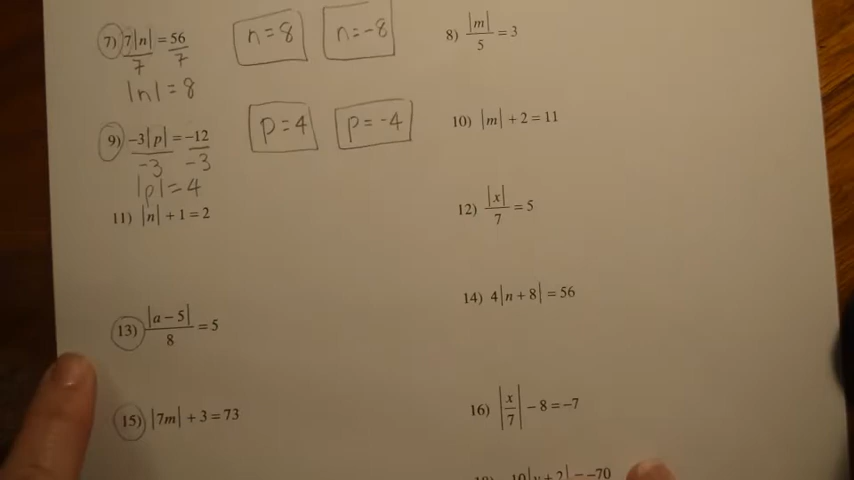 7) 7|n| = 56
7 7
|n| = 8
n = 8
n = -8
8) |m|/5 = 3
9) -3|p| = -12
-3 -3
|p| = 4
p = 4
p = -4
10) |m| + 2 = 11
11) |n| + 1 = 2
12) |x|/7 = 5
13) |a - 5|/8 = 5
14) 4|n + 8| = 56
15) |7m| + 3 = 73
16) |x/7| - 8 = -7